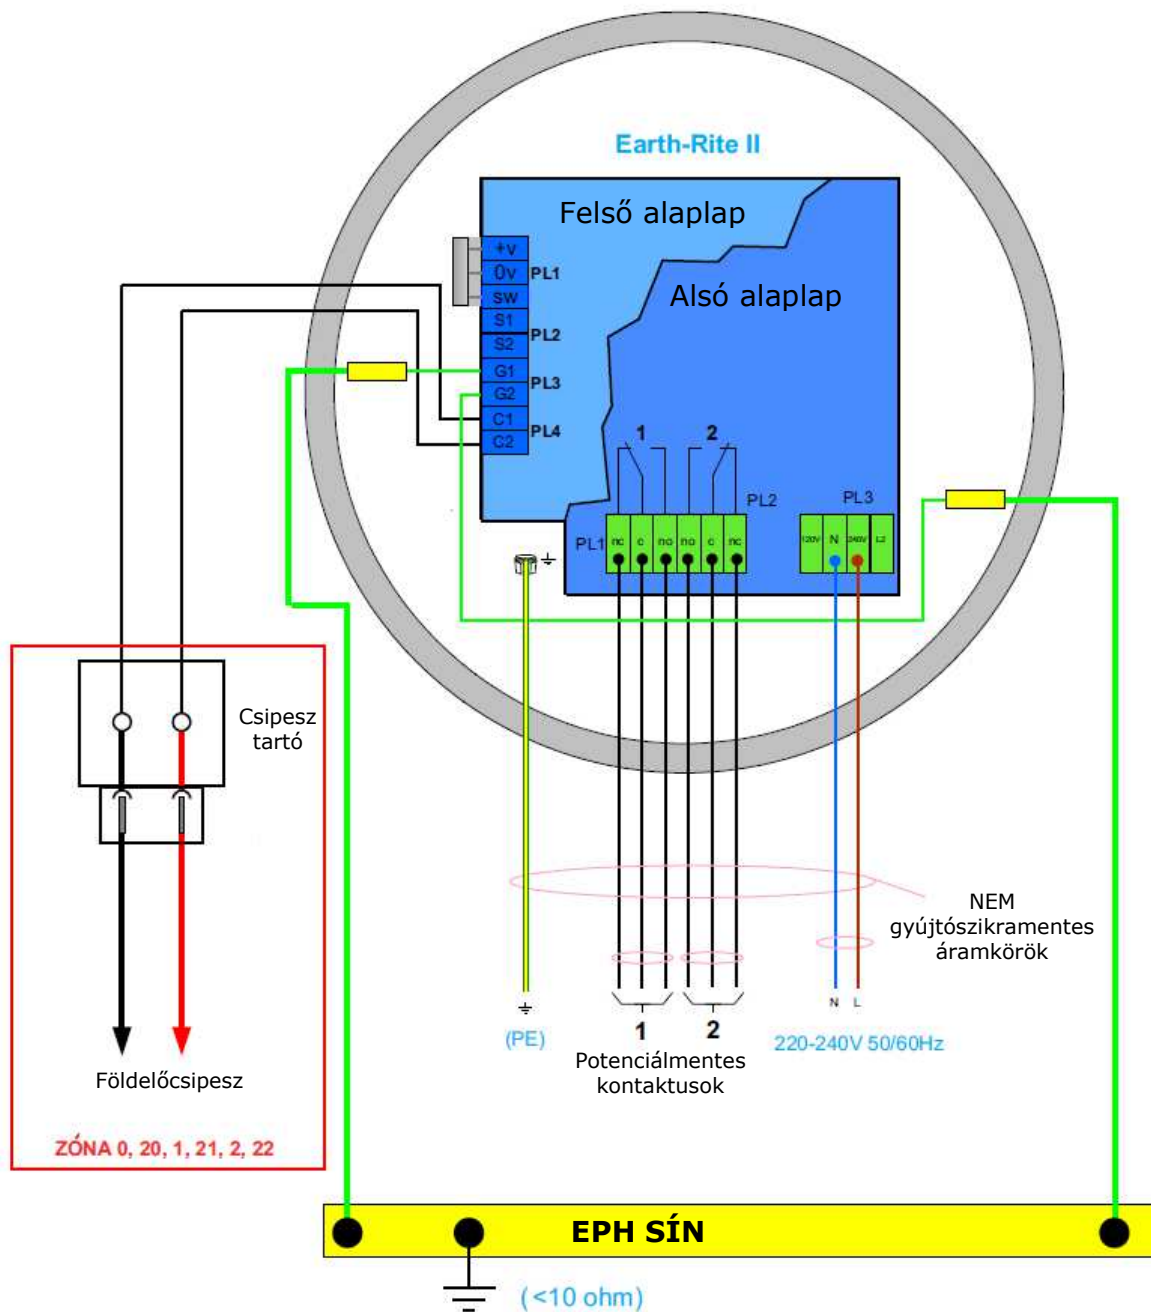 Earth-Rite II
Felső alaplap
Alsó alaplap
+v
0v
sw
PL1
S1
S2
PL2
G1
G2
PL3
C1
C2
PL4
1
2
PL1
nc
c
no
no
c
nc
PL2
PL3
120V
N
240V
L2
Csipesz
tartó
NEM
gyújtószikramentes
áramkörök
(PE)
1
2
Potenciálmentes
kontaktusok
N
L
220-240V 50/60Hz
Földelőcsipesz
ZÓNA 0, 20, 1, 21, 2, 22
EPH SÍN
(<10 ohm)